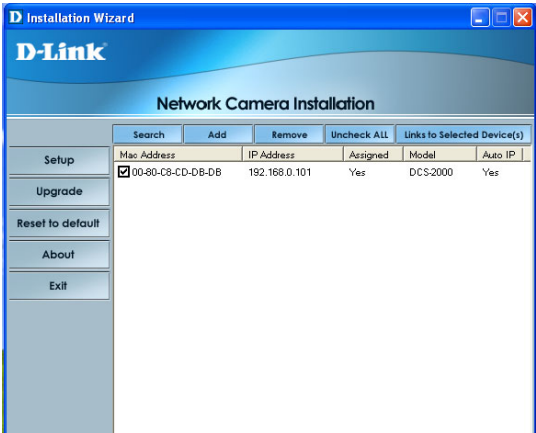 D Installation Wizard
D-Link
Network Camera Installation
Search Add Remove Uncheck ALL Links to Selected Device(s)
Mac Address IP Address Assigned Model Auto IP
00-80-C8-CD-DB-DB 192.168.0.101 Yes DCS-2000 Yes
Setup
Upgrade
Reset to default
About
Exit